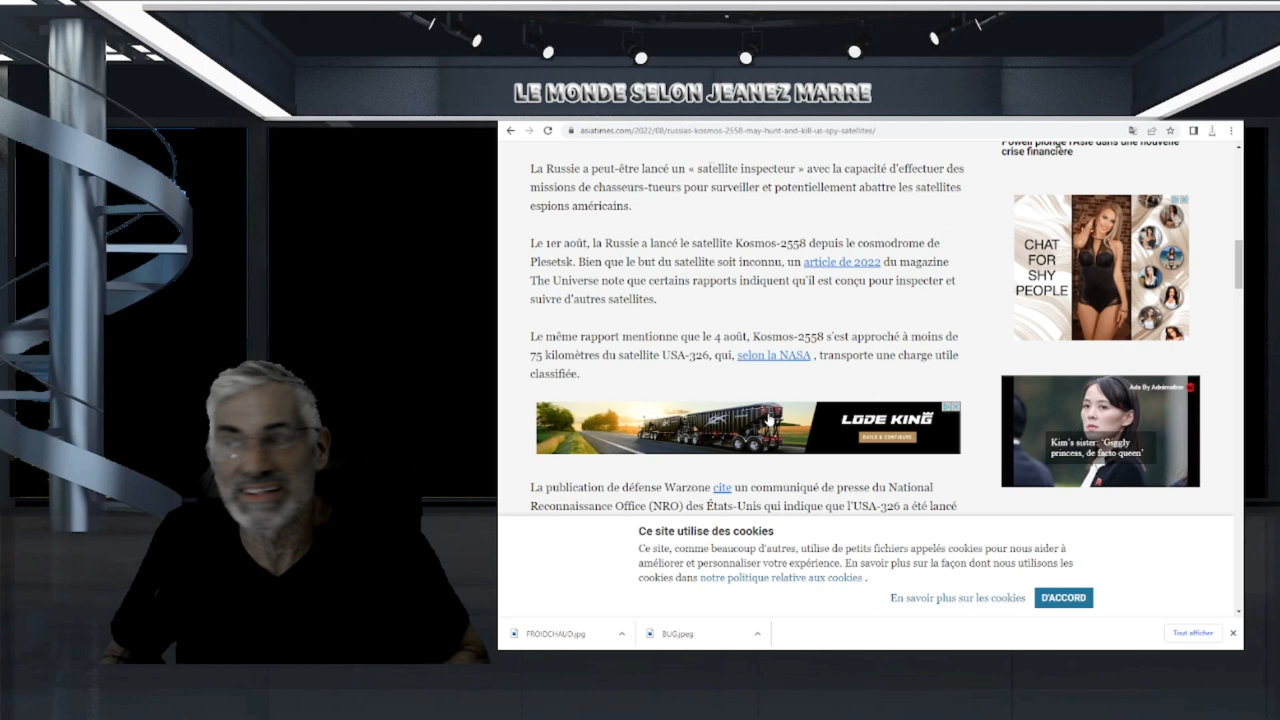 LE MONDE SELON JEANEZ MARRE
asiatimes.com/2022/08/russias-kosmos-2558-may-hunt-and-kill-us-spy-satellites/
La Russie a peut-être lancé un « satellite inspecteur » avec la capacité d'effectuer des
missions de chasseurs-tueurs pour surveiller et potentiellement abattre les satellites
espions américains.
Le 1er août, la Russie a lancé le satellite Kosmos-2558 depuis le cosmodrome de
Plesetsk. Bien que le but du satellite soit inconnu, un article de 2022 du magazine
The Universe note que certains rapports indiquent qu'il est conçu pour inspecter et
suivre d'autres satellites.
Le même rapport mentionne que le 4 août, Kosmos-2558 s'est approché à moins de
75 kilomètres du satellite USA-326, qui, selon la NASA , transporte une charge utile
classifiée.
LODE KING
BUILD & CONFIGURE
La publication de défense Warzone cite un communiqué de presse du National
Reconnaissance Office (NRO) des États-Unis qui indique que l'USA-326 a été lancé
Powell plonge l'Asie dans une nouvelle
crise financière
CHAT
FOR
SHY
PEOPLE
Ads By Adnimation
Kim's sister: 'Giggly
princess, de facto queen'
Ce site utilise des cookies
Ce site, comme beaucoup d'autres, utilise de petits fichiers appelés cookies pour nous aider à
améliorer et personnaliser votre expérience. En savoir plus sur la façon dont nous utilisons les
cookies dans notre politique relative aux cookies .
En savoir plus sur les cookies
D'ACCORD
FROIDCHAUD.jpg
BUG.jpeg
Tout afficher